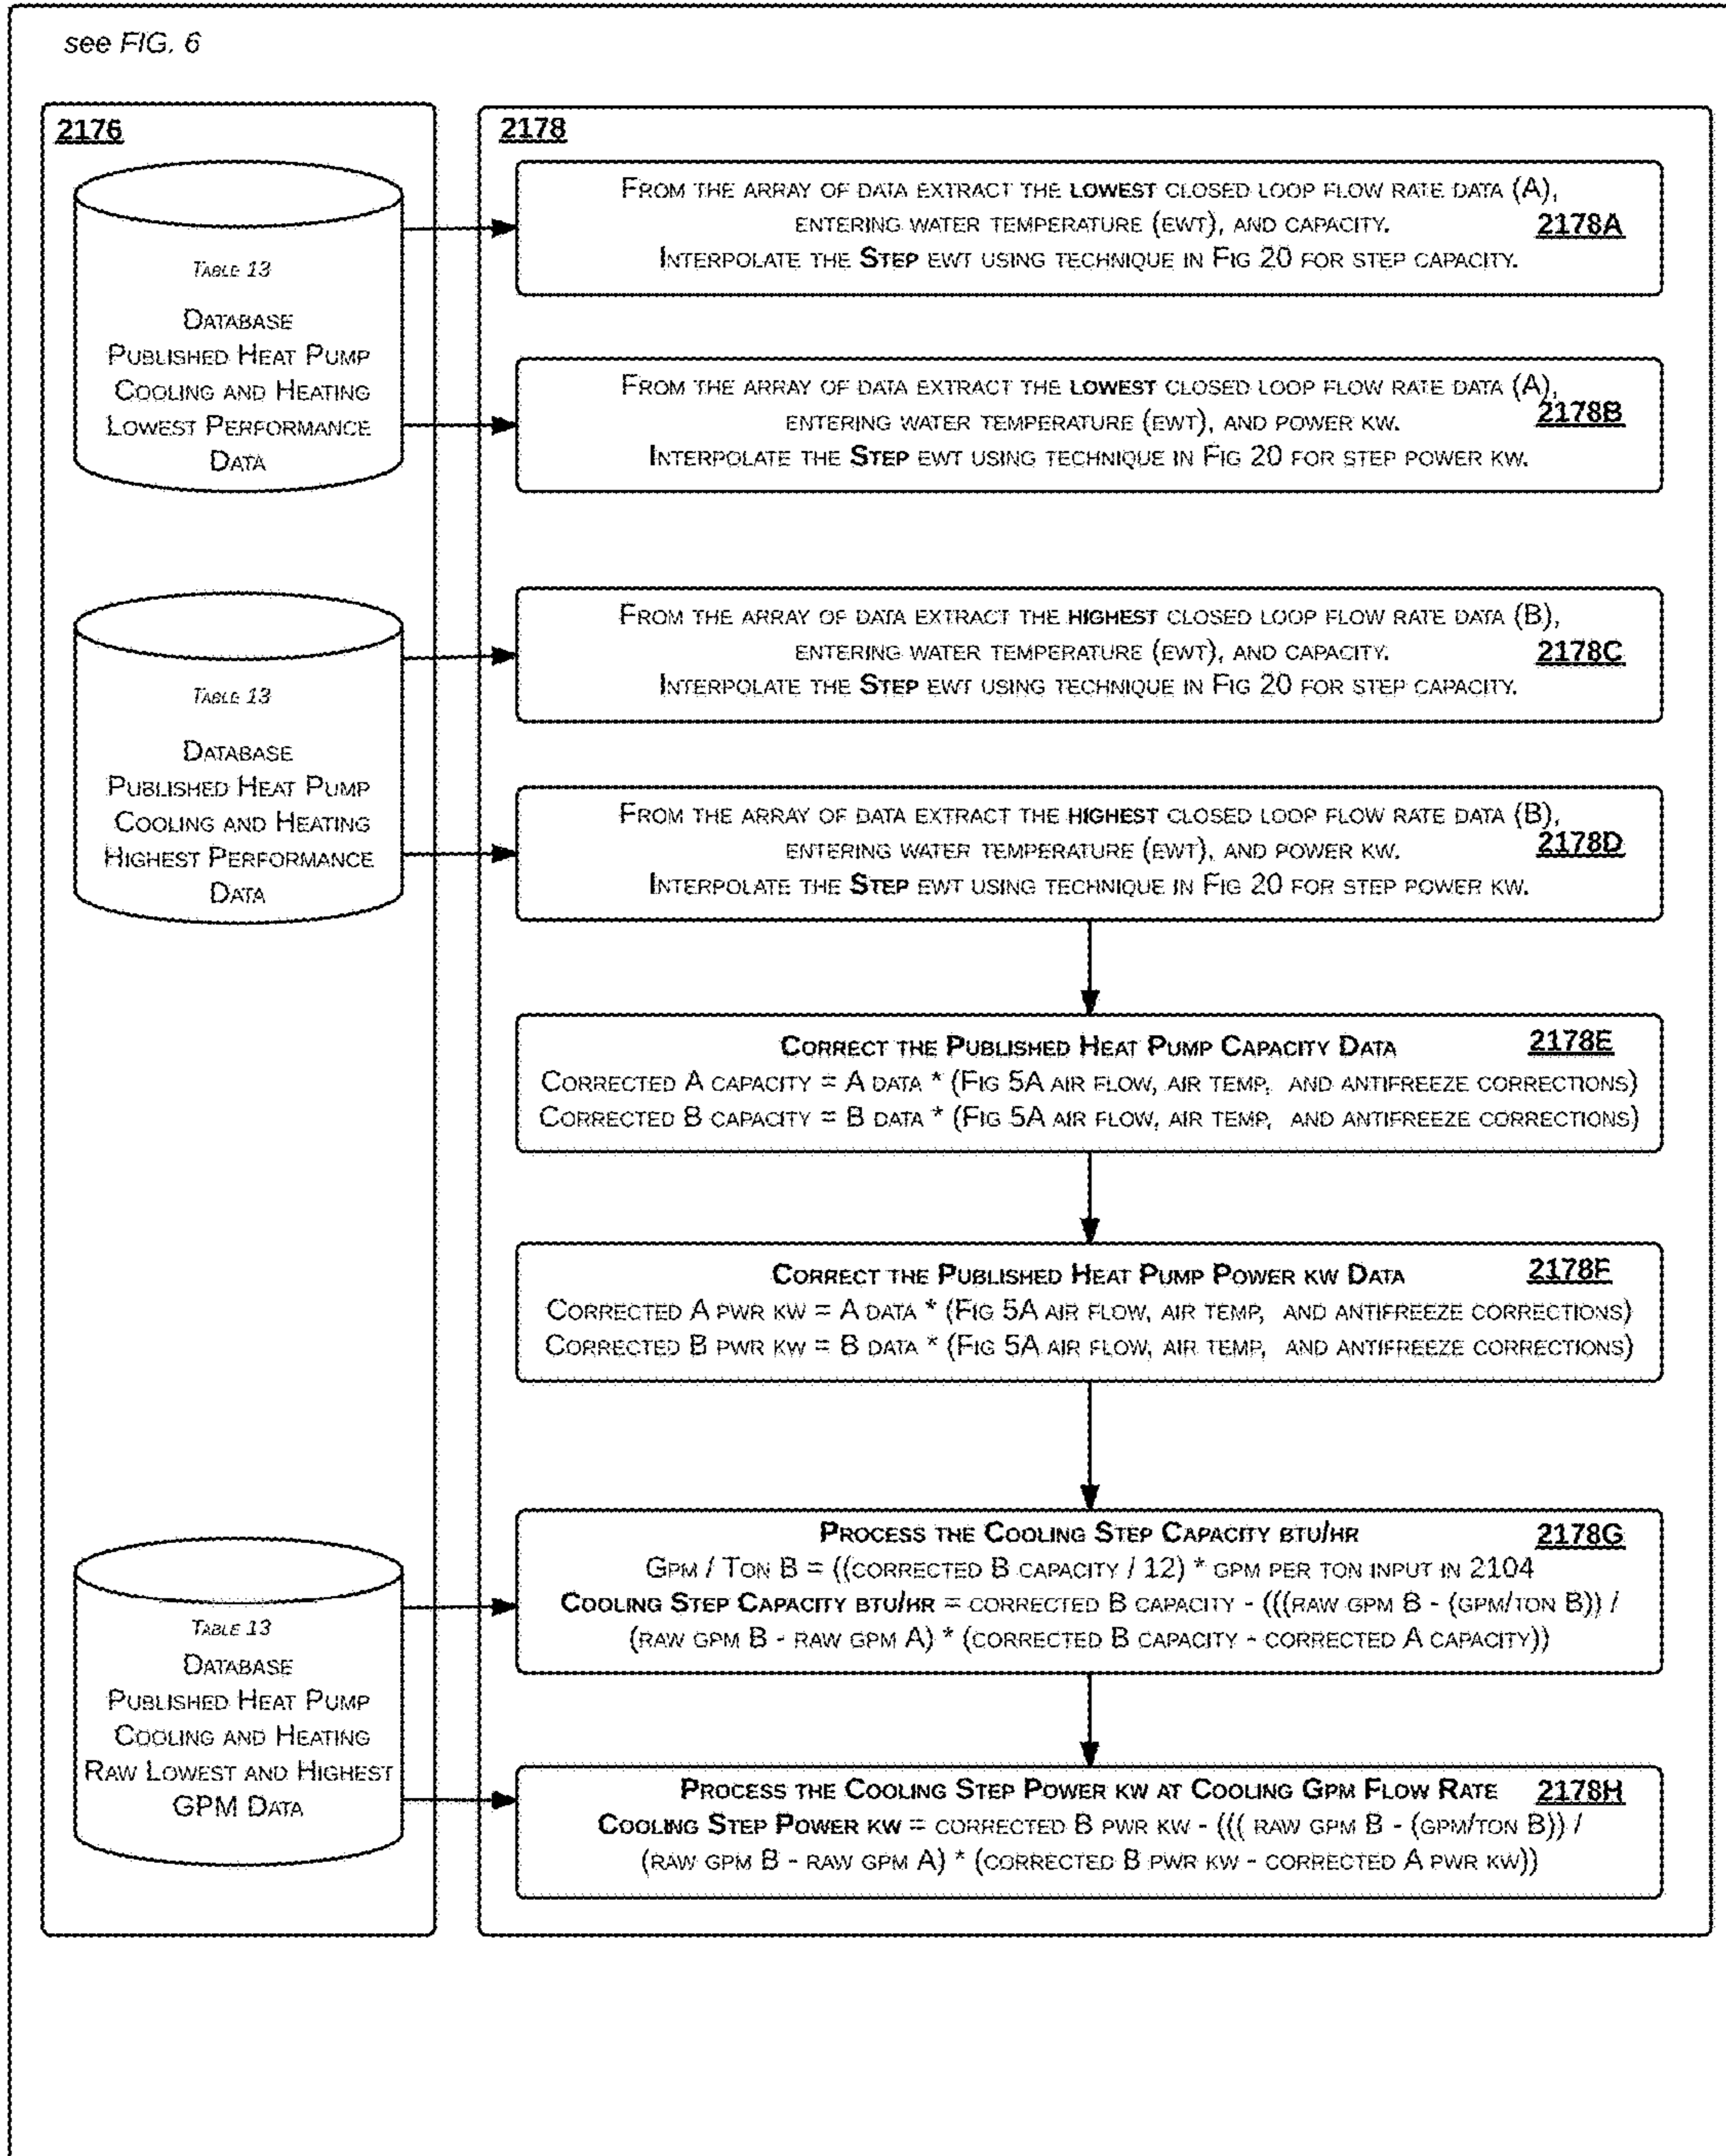 see FIG. 6
2176
TABLE 13
DATABASE
PUBLISHED HEAT PUMP
COOLING AND HEATING
LOWEST PERFORMANCE
DATA
TABLE 13
DATABASE
PUBLISHED HEAT PUMP
COOLING AND HEATING
HIGHEST PERFORMANCE
DATA
TABLE 13
DATABASE
PUBLISHED HEAT PUMP
COOLING AND HEATING
RAW LOWEST AND HIGHEST
GPM DATA
2178
FROM THE ARRAY OF DATA EXTRACT THE LOWEST CLOSED LOOP FLOW RATE DATA (A),
ENTERING WATER TEMPERATURE (EWT), AND CAPACITY.
2178A
INTERPOLATE THE STEP EWT USING TECHNIQUE IN FIG 20 FOR STEP CAPACITY.
FROM THE ARRAY OF DATA EXTRACT THE LOWEST CLOSED LOOP FLOW RATE DATA (A),
ENTERING WATER TEMPERATURE (EWT), AND POWER KW.
2178B
INTERPOLATE THE STEP EWT USING TECHNIQUE IN FIG 20 FOR STEP POWER KW.
FROM THE ARRAY OF DATA EXTRACT THE HIGHEST CLOSED LOOP FLOW RATE DATA (B),
ENTERING WATER TEMPERATURE (EWT), AND CAPACITY.
2178C
INTERPOLATE THE STEP EWT USING TECHNIQUE IN FIG 20 FOR STEP CAPACITY.
FROM THE ARRAY OF DATA EXTRACT THE HIGHEST CLOSED LOOP FLOW RATE DATA (B),
ENTERING WATER TEMPERATURE (EWT), AND POWER KW.
2178D
INTERPOLATE THE STEP EWT USING TECHNIQUE IN FIG 20 FOR STEP POWER KW.
CORRECT THE PUBLISHED HEAT PUMP CAPACITY DATA
2178E
CORRECTED A CAPACITY = A DATA * (FIG 5A AIR FLOW, AIR TEMP, AND ANTIFREEZE CORRECTIONS)
CORRECTED B CAPACITY = B DATA * (FIG 5A AIR FLOW, AIR TEMP, AND ANTIFREEZE CORRECTIONS)
CORRECT THE PUBLISHED HEAT PUMP POWER KW DATA
2178F
CORRECTED A PWR KW = A DATA * (FIG 5A AIR FLOW, AIR TEMP, AND ANTIFREEZE CORRECTIONS)
CORRECTED B PWR KW = B DATA * (FIG 5A AIR FLOW, AIR TEMP, AND ANTIFREEZE CORRECTIONS)
PROCESS THE COOLING STEP CAPACITY BTU/HR
2178G
GPM / TON B = ((CORRECTED B CAPACITY / 12) * GPM PER TON INPUT IN 2104
COOLING STEP CAPACITY BTU/HR = CORRECTED B CAPACITY - (((RAW GPM B - (GPM/TON B)) /
(RAW GPM B - RAW GPM A) * (CORRECTED B CAPACITY - CORRECTED A CAPACITY))
PROCESS THE COOLING STEP POWER KW AT COOLING GPM FLOW RATE
2178H
COOLING STEP POWER KW = CORRECTED B PWR KW - ((( RAW GPM B - (GPM/TON B)) /
(RAW GPM B - RAW GPM A) * (CORRECTED B PWR KW - CORRECTED A PWR KW))